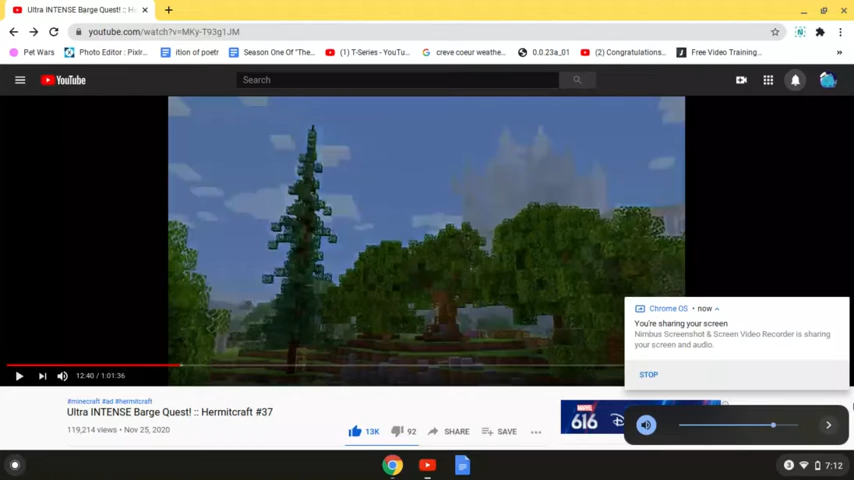 Ultra INTENSE Barge Quest! :: He
youtube.com/watch?v=MKy-T93g1JM
Pet Wars
Photo Editor : Pixlr...
ition of poetr
Season One Of "The...
(1) T-Series - YouTu...
creve coeur weathe...
0.0.23a_01
(2) Congratulations...
Free Video Training...
»
YouTube
Search
Chrome OS • now
You're sharing your screen
Nimbus Screenshot & Screen Video Recorder is sharing
your screen and audio.
STOP
12:40 / 1:01:36
#minecraft #ad #hermitcraft
Ultra INTENSE Barge Quest! :: Hermitcraft #37
119,214 views • Nov 25, 2020
13K
92
SHARE
SAVE
...
MARVEL
616
3
7:12